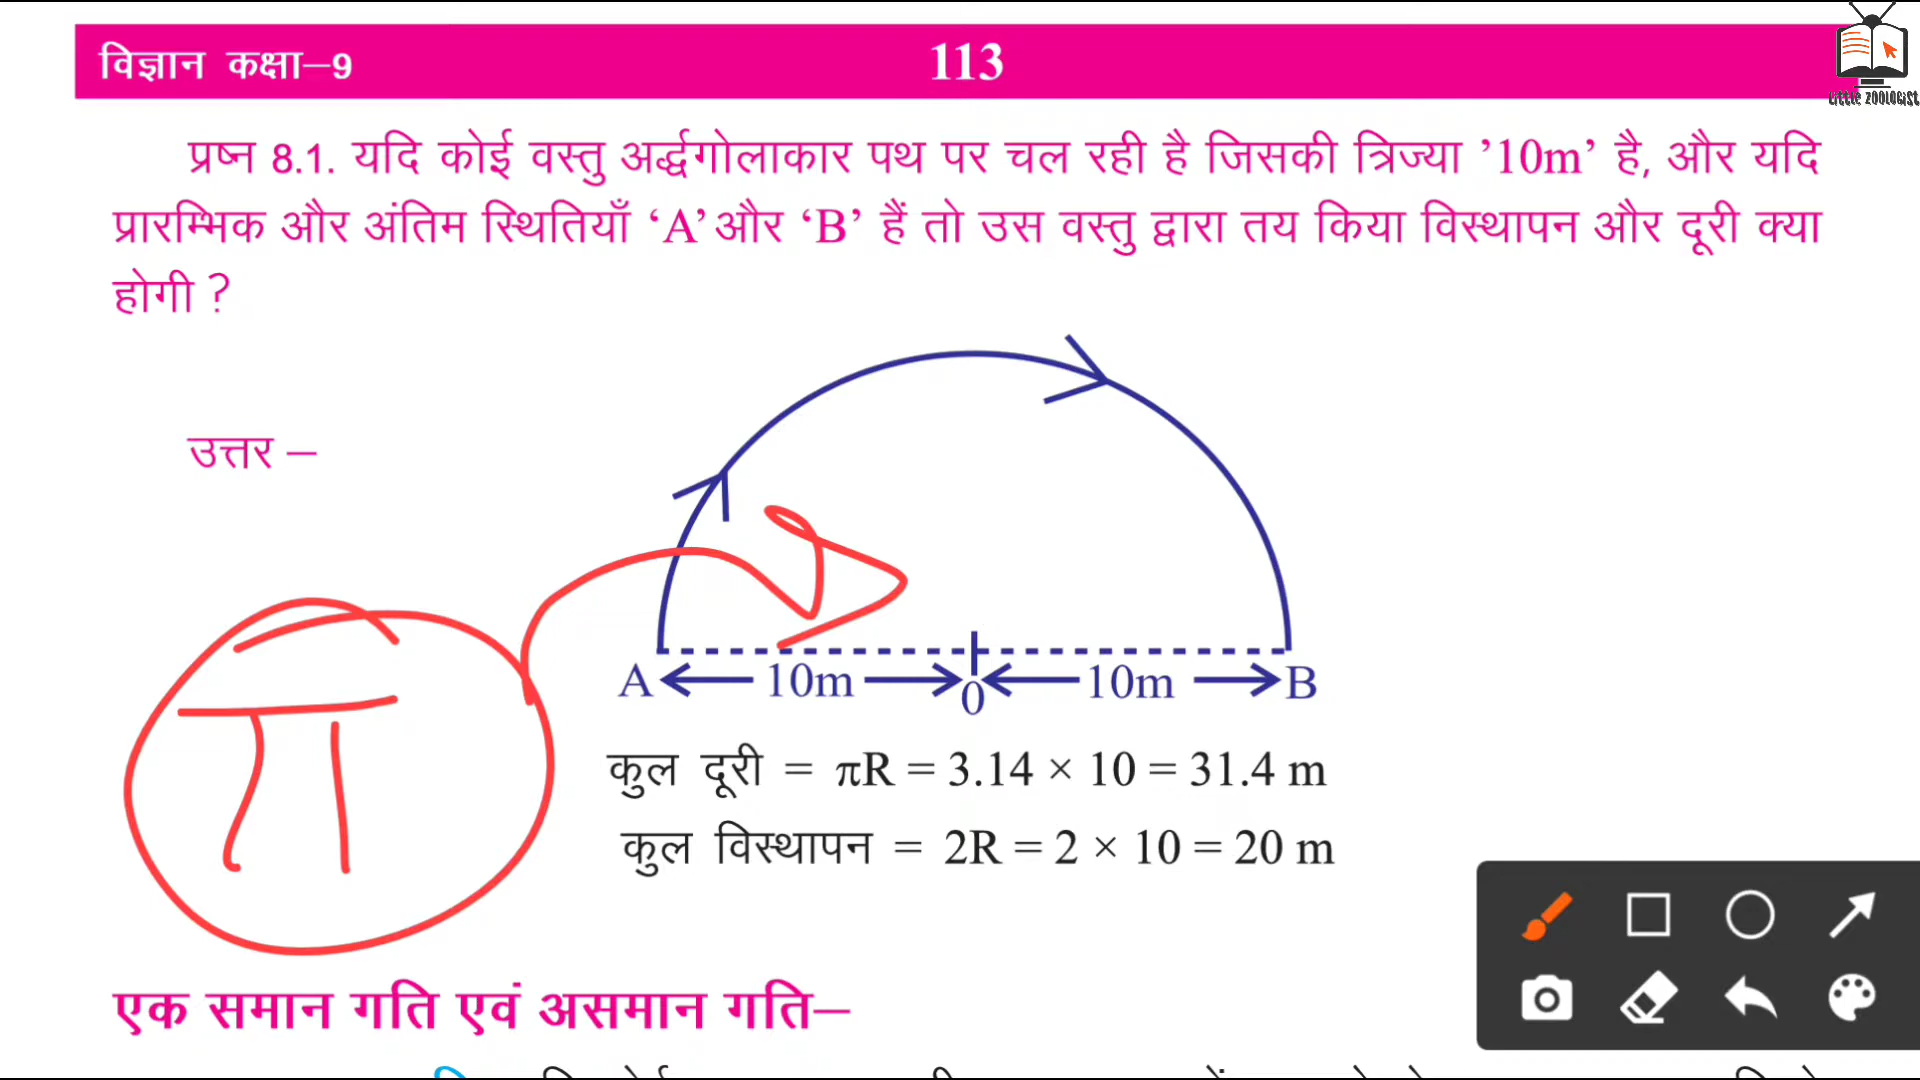 विज्ञान कक्षा–9
113
Little ZOOLOGIST
प्रश्न 8.1. यदि कोई वस्तु अर्द्धगोलाकार पथ पर चल रही है जिसकी त्रिज्या ’10m’ है, और यदि
प्रारम्भिक और अंतिम स्थितियाँ ‘A’ और ‘B’ हैं तो उस वस्तु द्वारा तय किया विस्थापन और दूरी क्या
होगी ?
उत्तर –
A 10m 0 10m B
π
कुल दूरी = πR = 3.14 × 10 = 31.4 m
कुल विस्थापन = 2R = 2 × 10 = 20 m
एक समान गति एवं असमान गति–